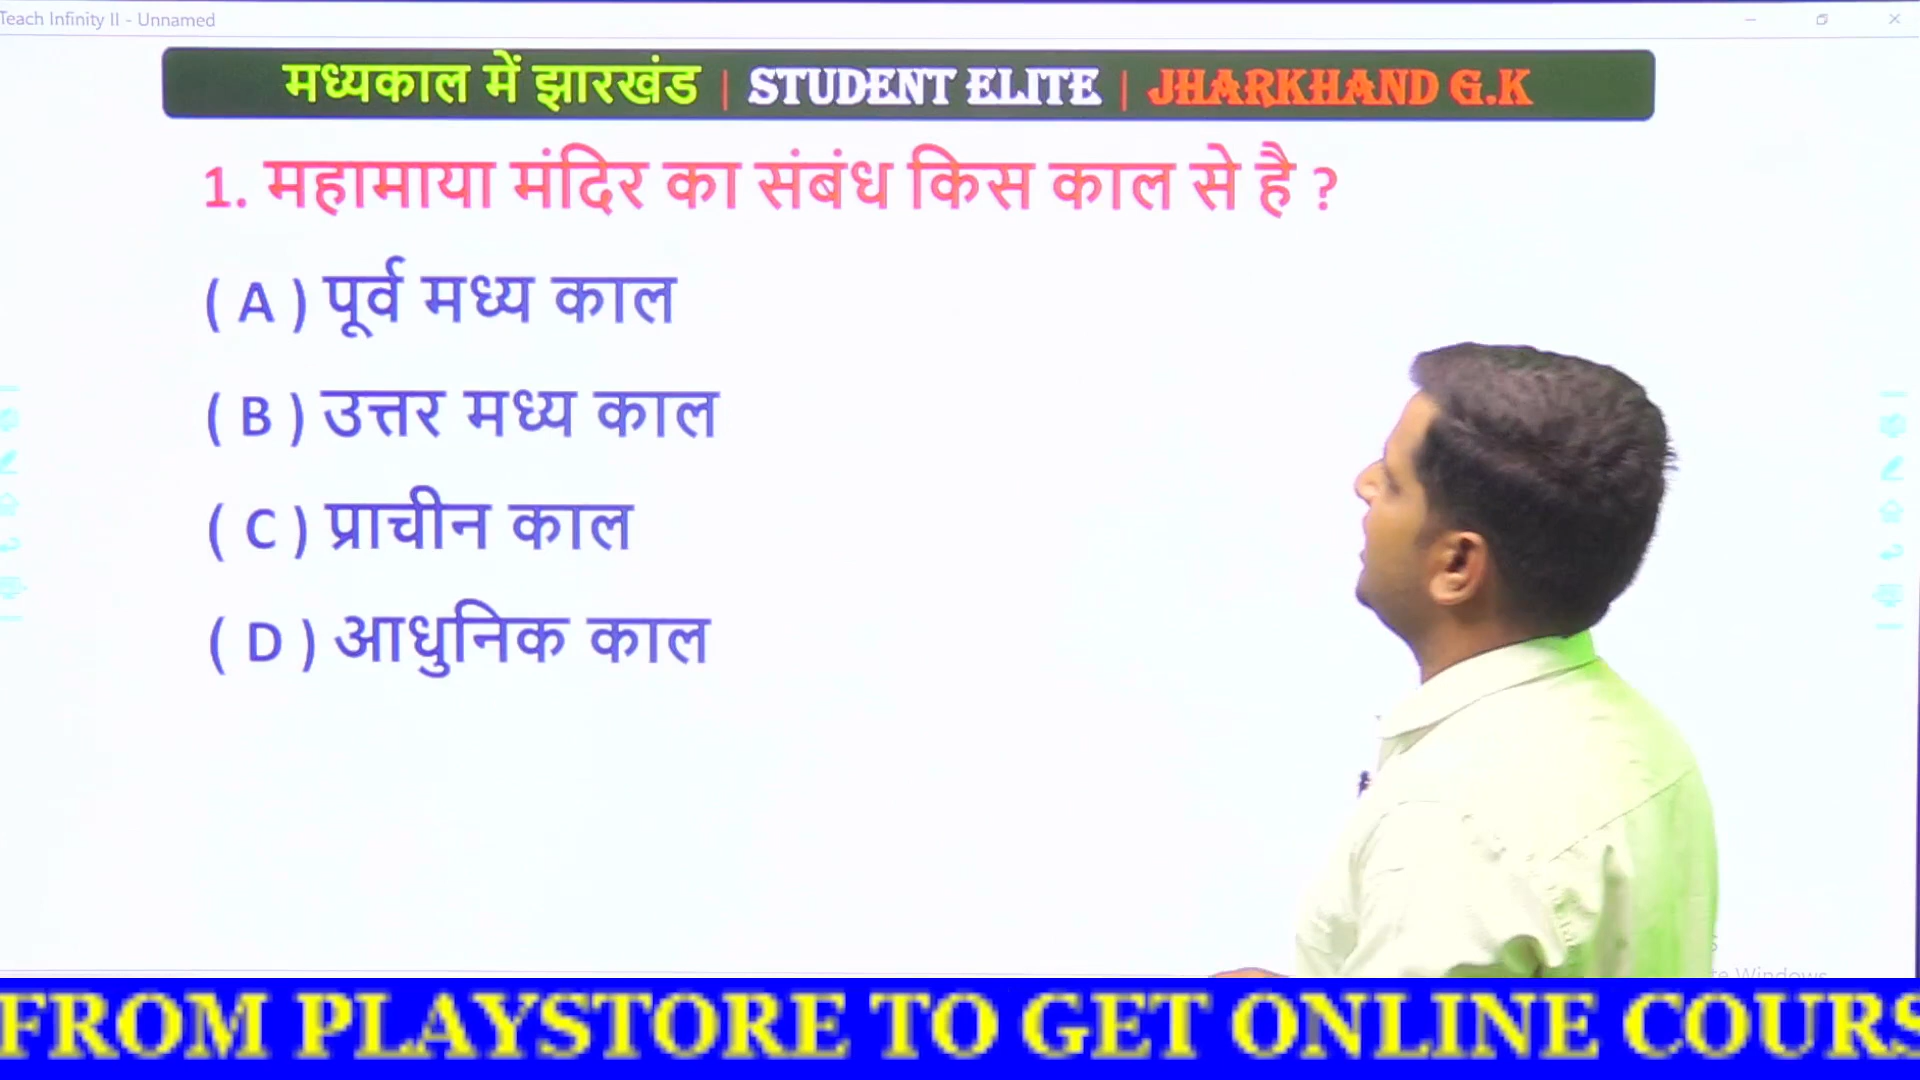 Teach Infinity II - Unnamed
मध्यकाल में झारखंड | STUDENT ELITE | JHARKHAND G.K
1. महामाया मंदिर का संबंध किस काल से है ?
( A ) पूर्व मध्य काल
( B ) उत्तर मध्य काल
( C ) प्राचीन काल
( D ) आधुनिक काल
Windows
FROM PLAYSTORE TO GET ONLINE COURS